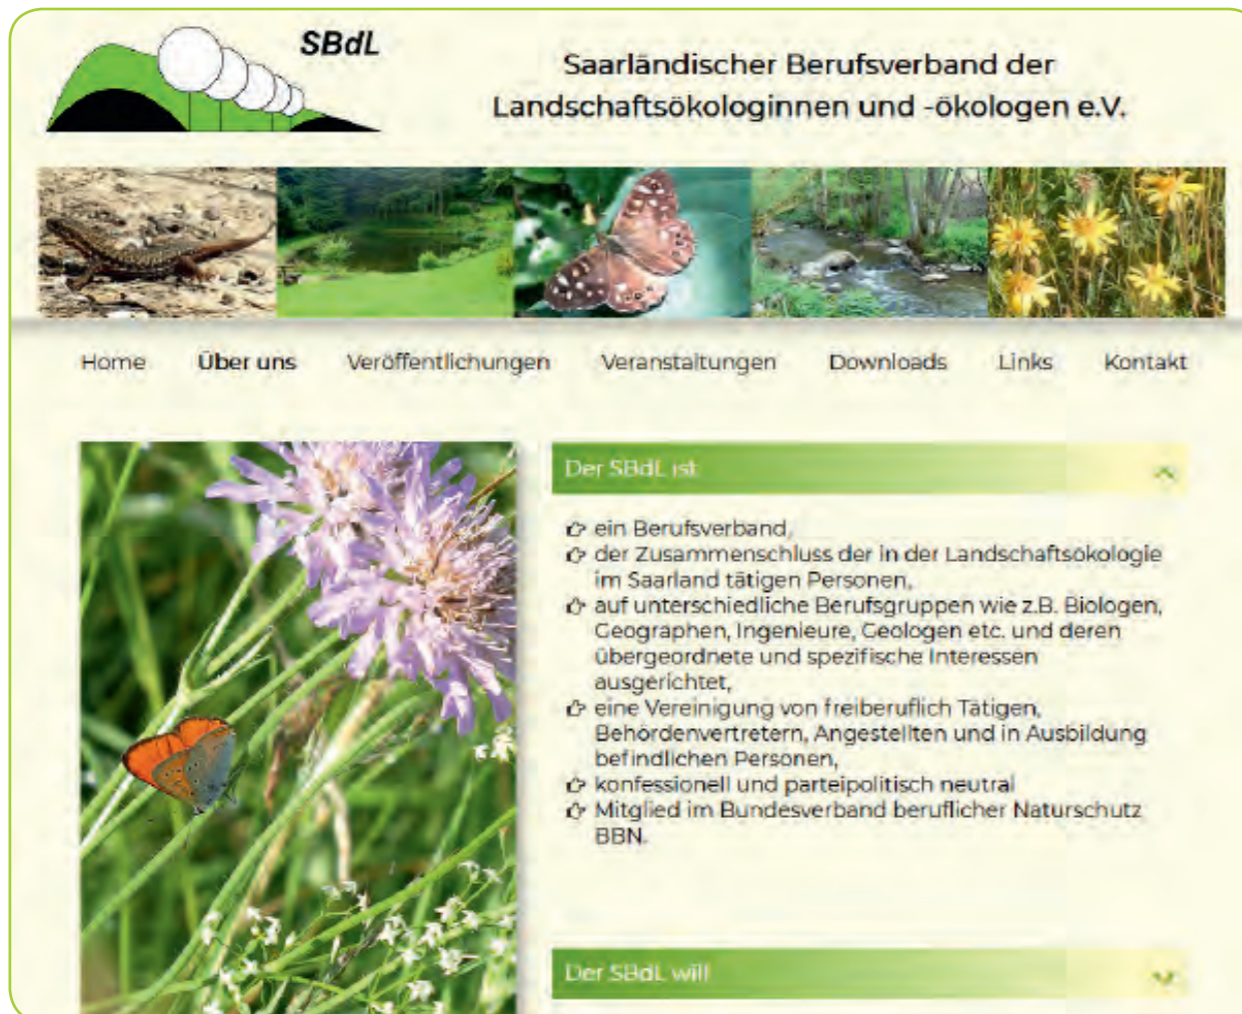 SBdL
Saarländischer Berufsverband der
Landschaftsökologinnen und -ökologen e.V.
Home Über uns Veröffentlichungen Veranstaltungen Downloads Links Kontakt
Der SBdL ist
ein Berufsverband,
der Zusammenschluss der in der Landschaftsökologie
im Saarland tätigen Personen,
auf unterschiedliche Berufsgruppen wie z.B. Biologen,
Geographen, Ingenieure, Geologen etc. und deren
übergeordnete und spezifische Interessen
ausgerichtet,
eine Vereinigung von freiberuflich Tätigen,
Behördenvertretern, Angestellten und in Ausbildung
befindlichen Personen,
konfessionell und parteipolitisch neutral
Mitglied im Bundesverband beruflicher Naturschutz
BBN.
Der SBdL will